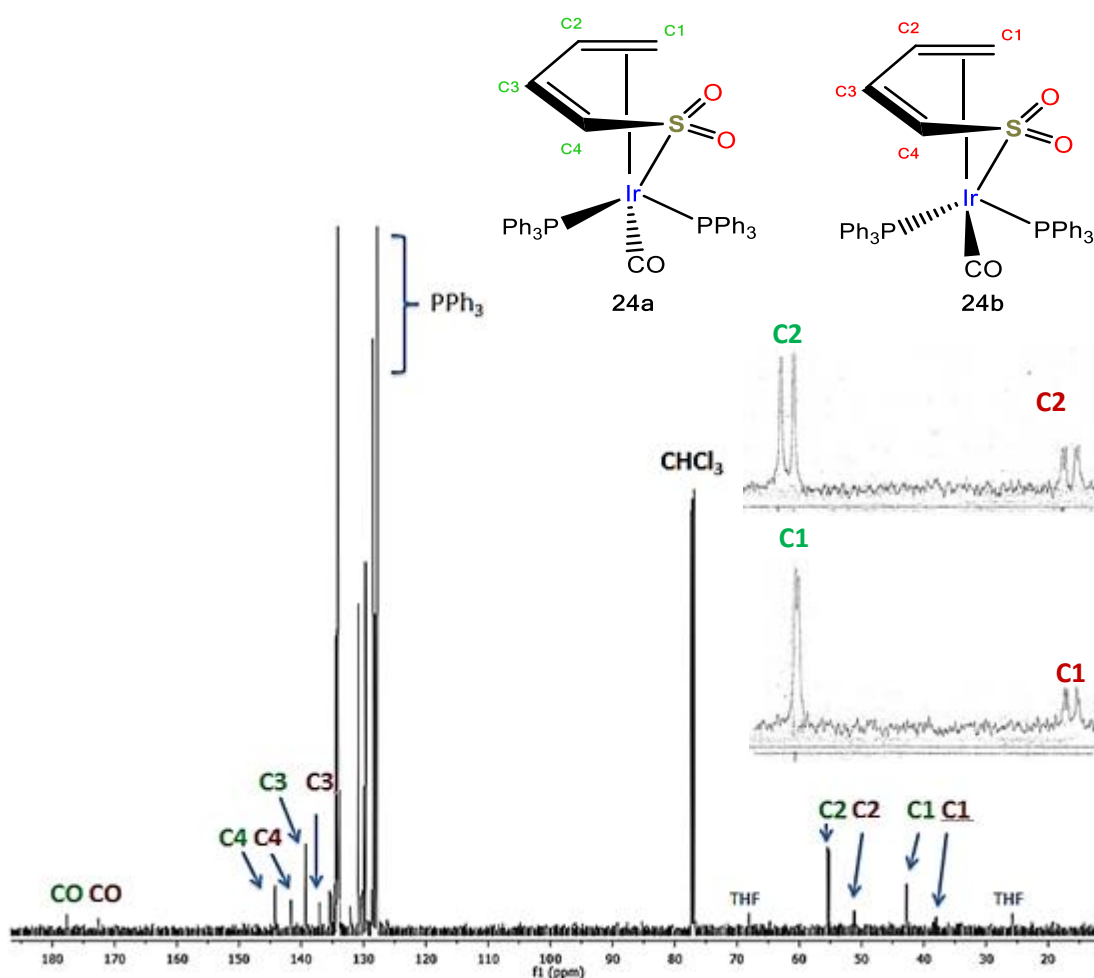 C2 C1
C3
C4
O
S
O
Ir
Ph3P
PPh3
CO
24a
C2 C1
C3
C4
O
S
O
Ir
Ph3P
PPh3
CO
24b
PPh3
CHCl3
C2
C2
C1
C1
C3 C3
C4 C4
CO CO
C2 C2 C1 C1
THF THF
180 170 160 150 140 130 120 110 100 90 80 70 60 50 40 30 20
f1 (ppm)